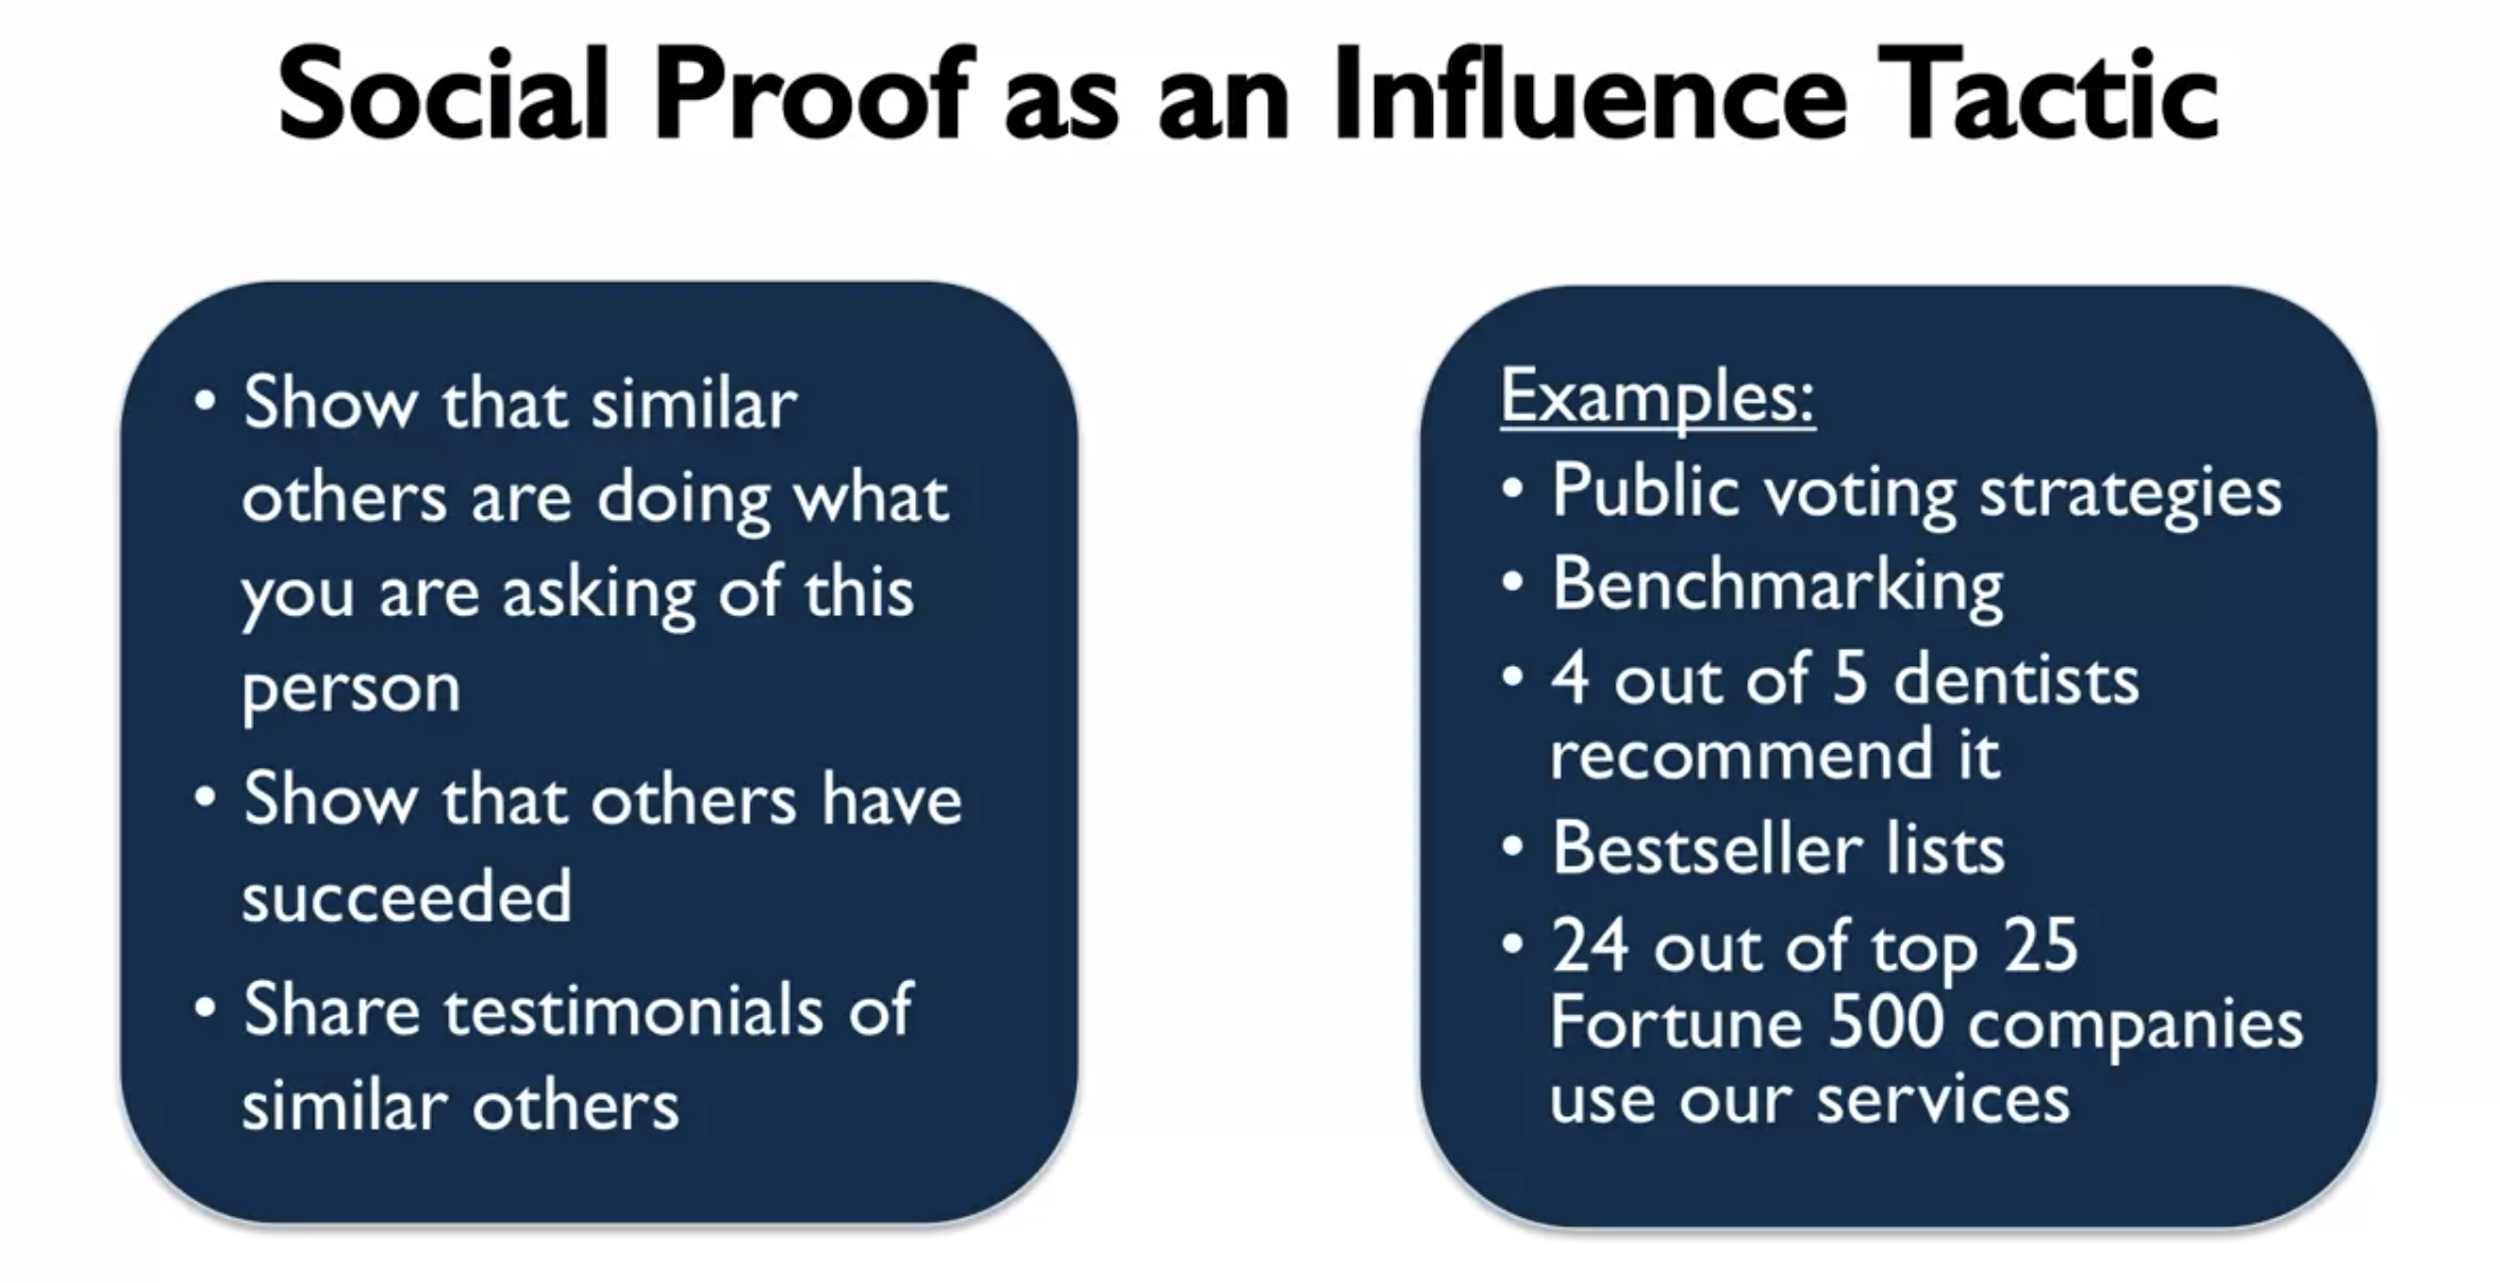 Social Proof as an Influence Tactic
• Show that similar
others are doing what
you are asking of this
person
• Show that others have
succeeded
• Share testimonials of
similar others
Examples:
• Public voting strategies
• Benchmarking
• 4 out of 5 dentists
recommend it
• Bestseller lists
• 24 out of top 25
Fortune 500 companies
use our services